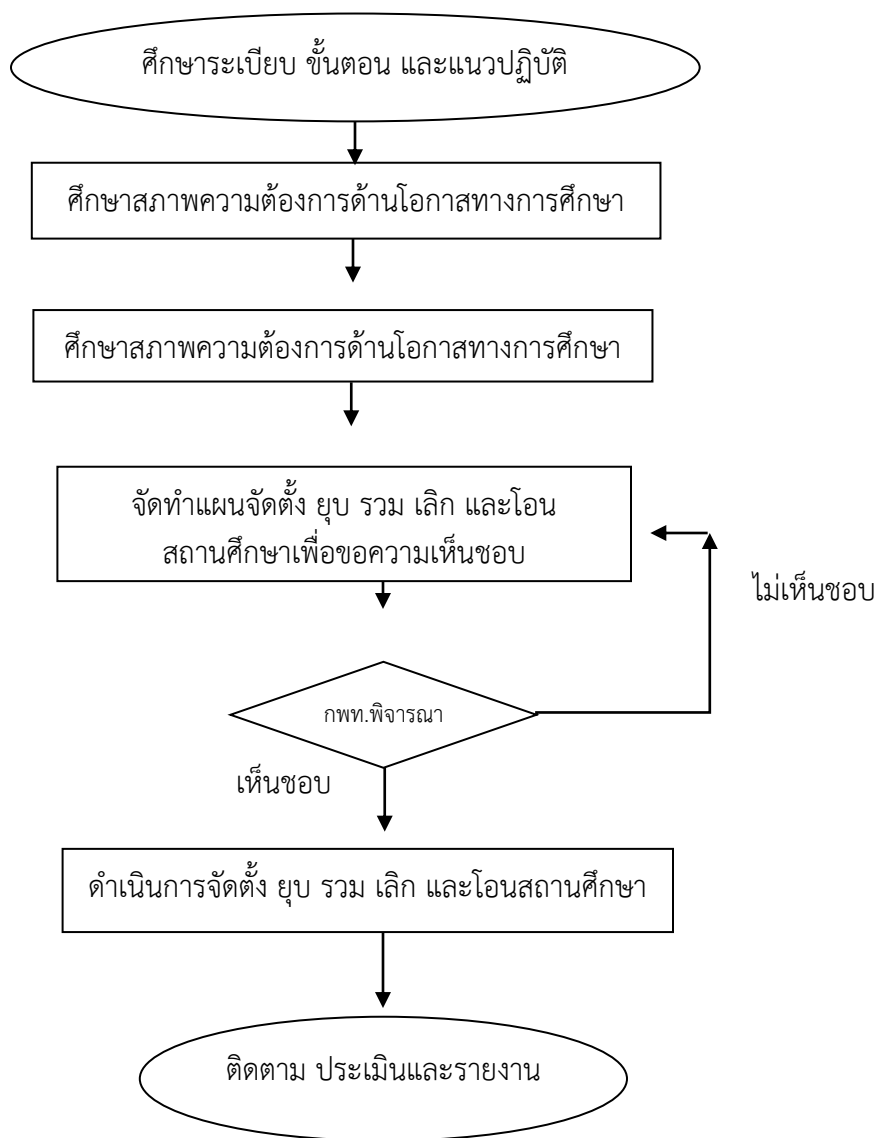 ศึกษาระเบียบ ขั้นตอน และแนวปฏิบัติ
ศึกษาสภาพความต้องการด้านโอกาสทางการศึกษา
ศึกษาสภาพความต้องการด้านโอกาสทางการศึกษา
จัดทำแผนจัดตั้ง ยุบ รวม เลิก และโอน
สถานศึกษาเพื่อขอความเห็นชอบ
ไม่เห็นชอบ
กพท.พิจารณา
เห็นชอบ
ดำเนินการจัดตั้ง ยุบ รวม เลิก และโอนสถานศึกษา
ติดตาม ประเมินและรายงาน